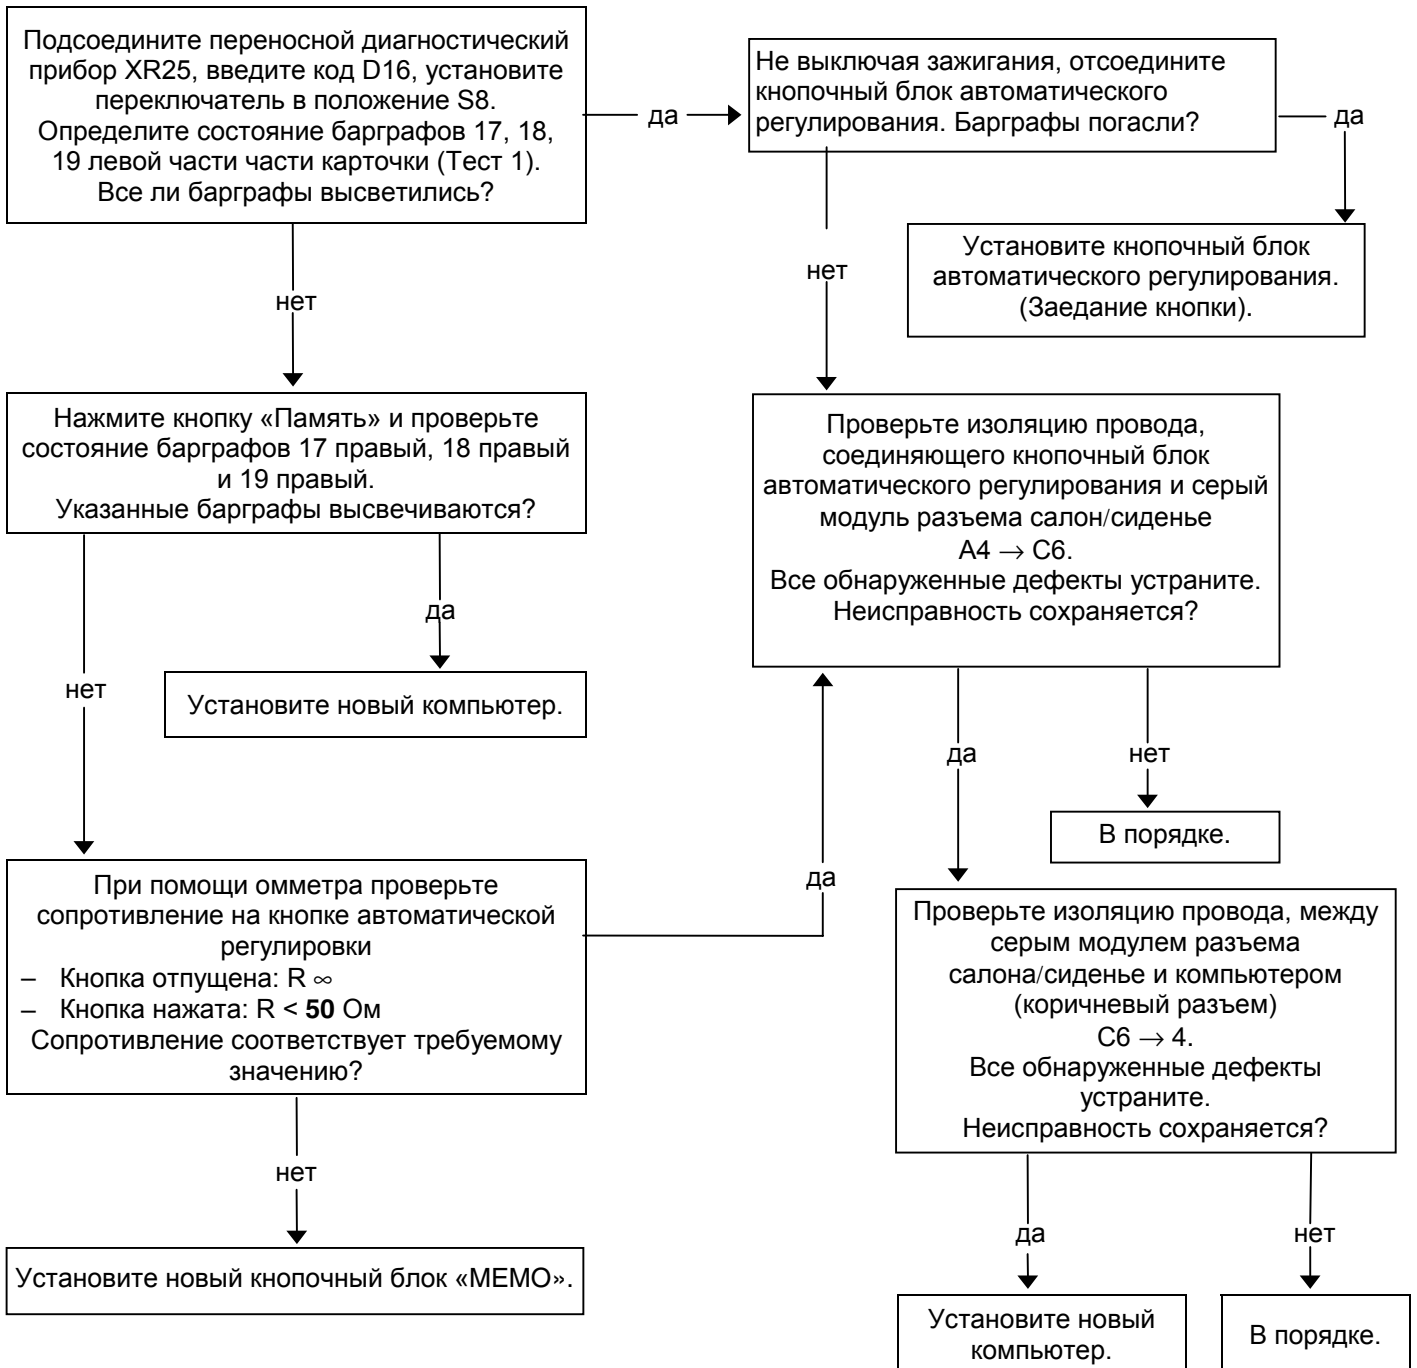 Подсоедините переносной диагностический
прибор XR25, введите код D16, установите
переключатель в положение S8.
Определите состояние барграфов 17, 18,
19 левой части части карточки (Тест 1).
Все ли барграфы высветились?
да
Не выключая зажигания, отсоедините
кнопочный блок автоматического
регулирования. Барграфы погасли?
да
нет
Установите кнопочный блок
автоматического регулирования.
(Заедание кнопки).
нет
Нажмите кнопку «Память» и проверьте
состояние барграфов 17 правый, 18 правый
и 19 правый.
Указанные барграфы высвечиваются?
да
Установите новый компьютер.
нет
Проверьте изоляцию провода,
соединяющего кнопочный блок
автоматического регулирования и серый
модуль разъема салон/сиденье
A4 → C6.
Все обнаруженные дефекты устраните.
Неисправность сохраняется?
да
нет
В порядке.
При помощи омметра проверьте
сопротивление на кнопке автоматической
регулировки
– Кнопка отпущена: R ∞
– Кнопка нажата: R < 50 Ом
Сопротивление соответствует требуемому
значению?
да
нет
Установите новый кнопочный блок «МЕМО».
Проверьте изоляцию провода, между
серым модулем разъема
салона/сиденье и компьютером
(коричневый разъем)
C6 → 4.
Все обнаруженные дефекты
устраните.
Неисправность сохраняется?
да
нет
Установите новый
компьютер.
В порядке.